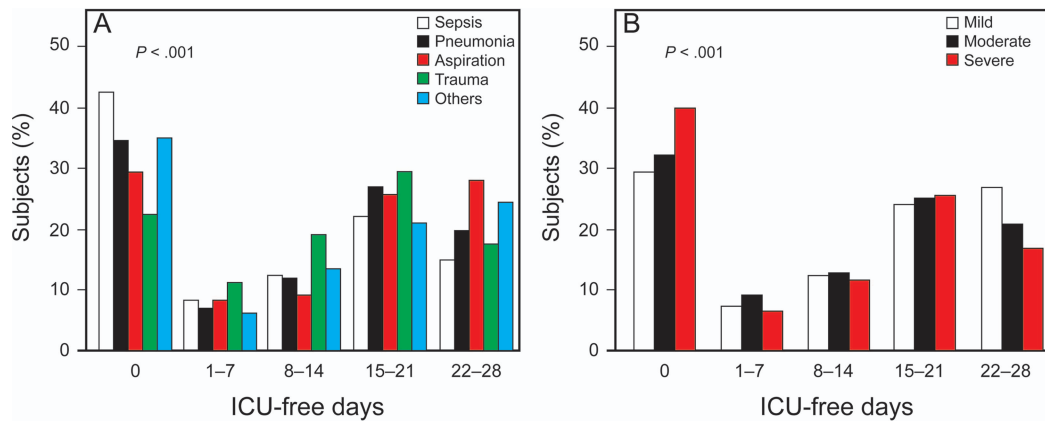 A
P < .001
Sepsis
Pneumonia
Aspiration
Trauma
Others
Subjects (%)
50
40
30
20
10
0
0 1–7 8–14 15–21 22–28
ICU-free days
B
P < .001
Mild
Moderate
Severe
Subjects (%)
50
40
30
20
10
0
0 1–7 8–14 15–21 22–28
ICU-free days